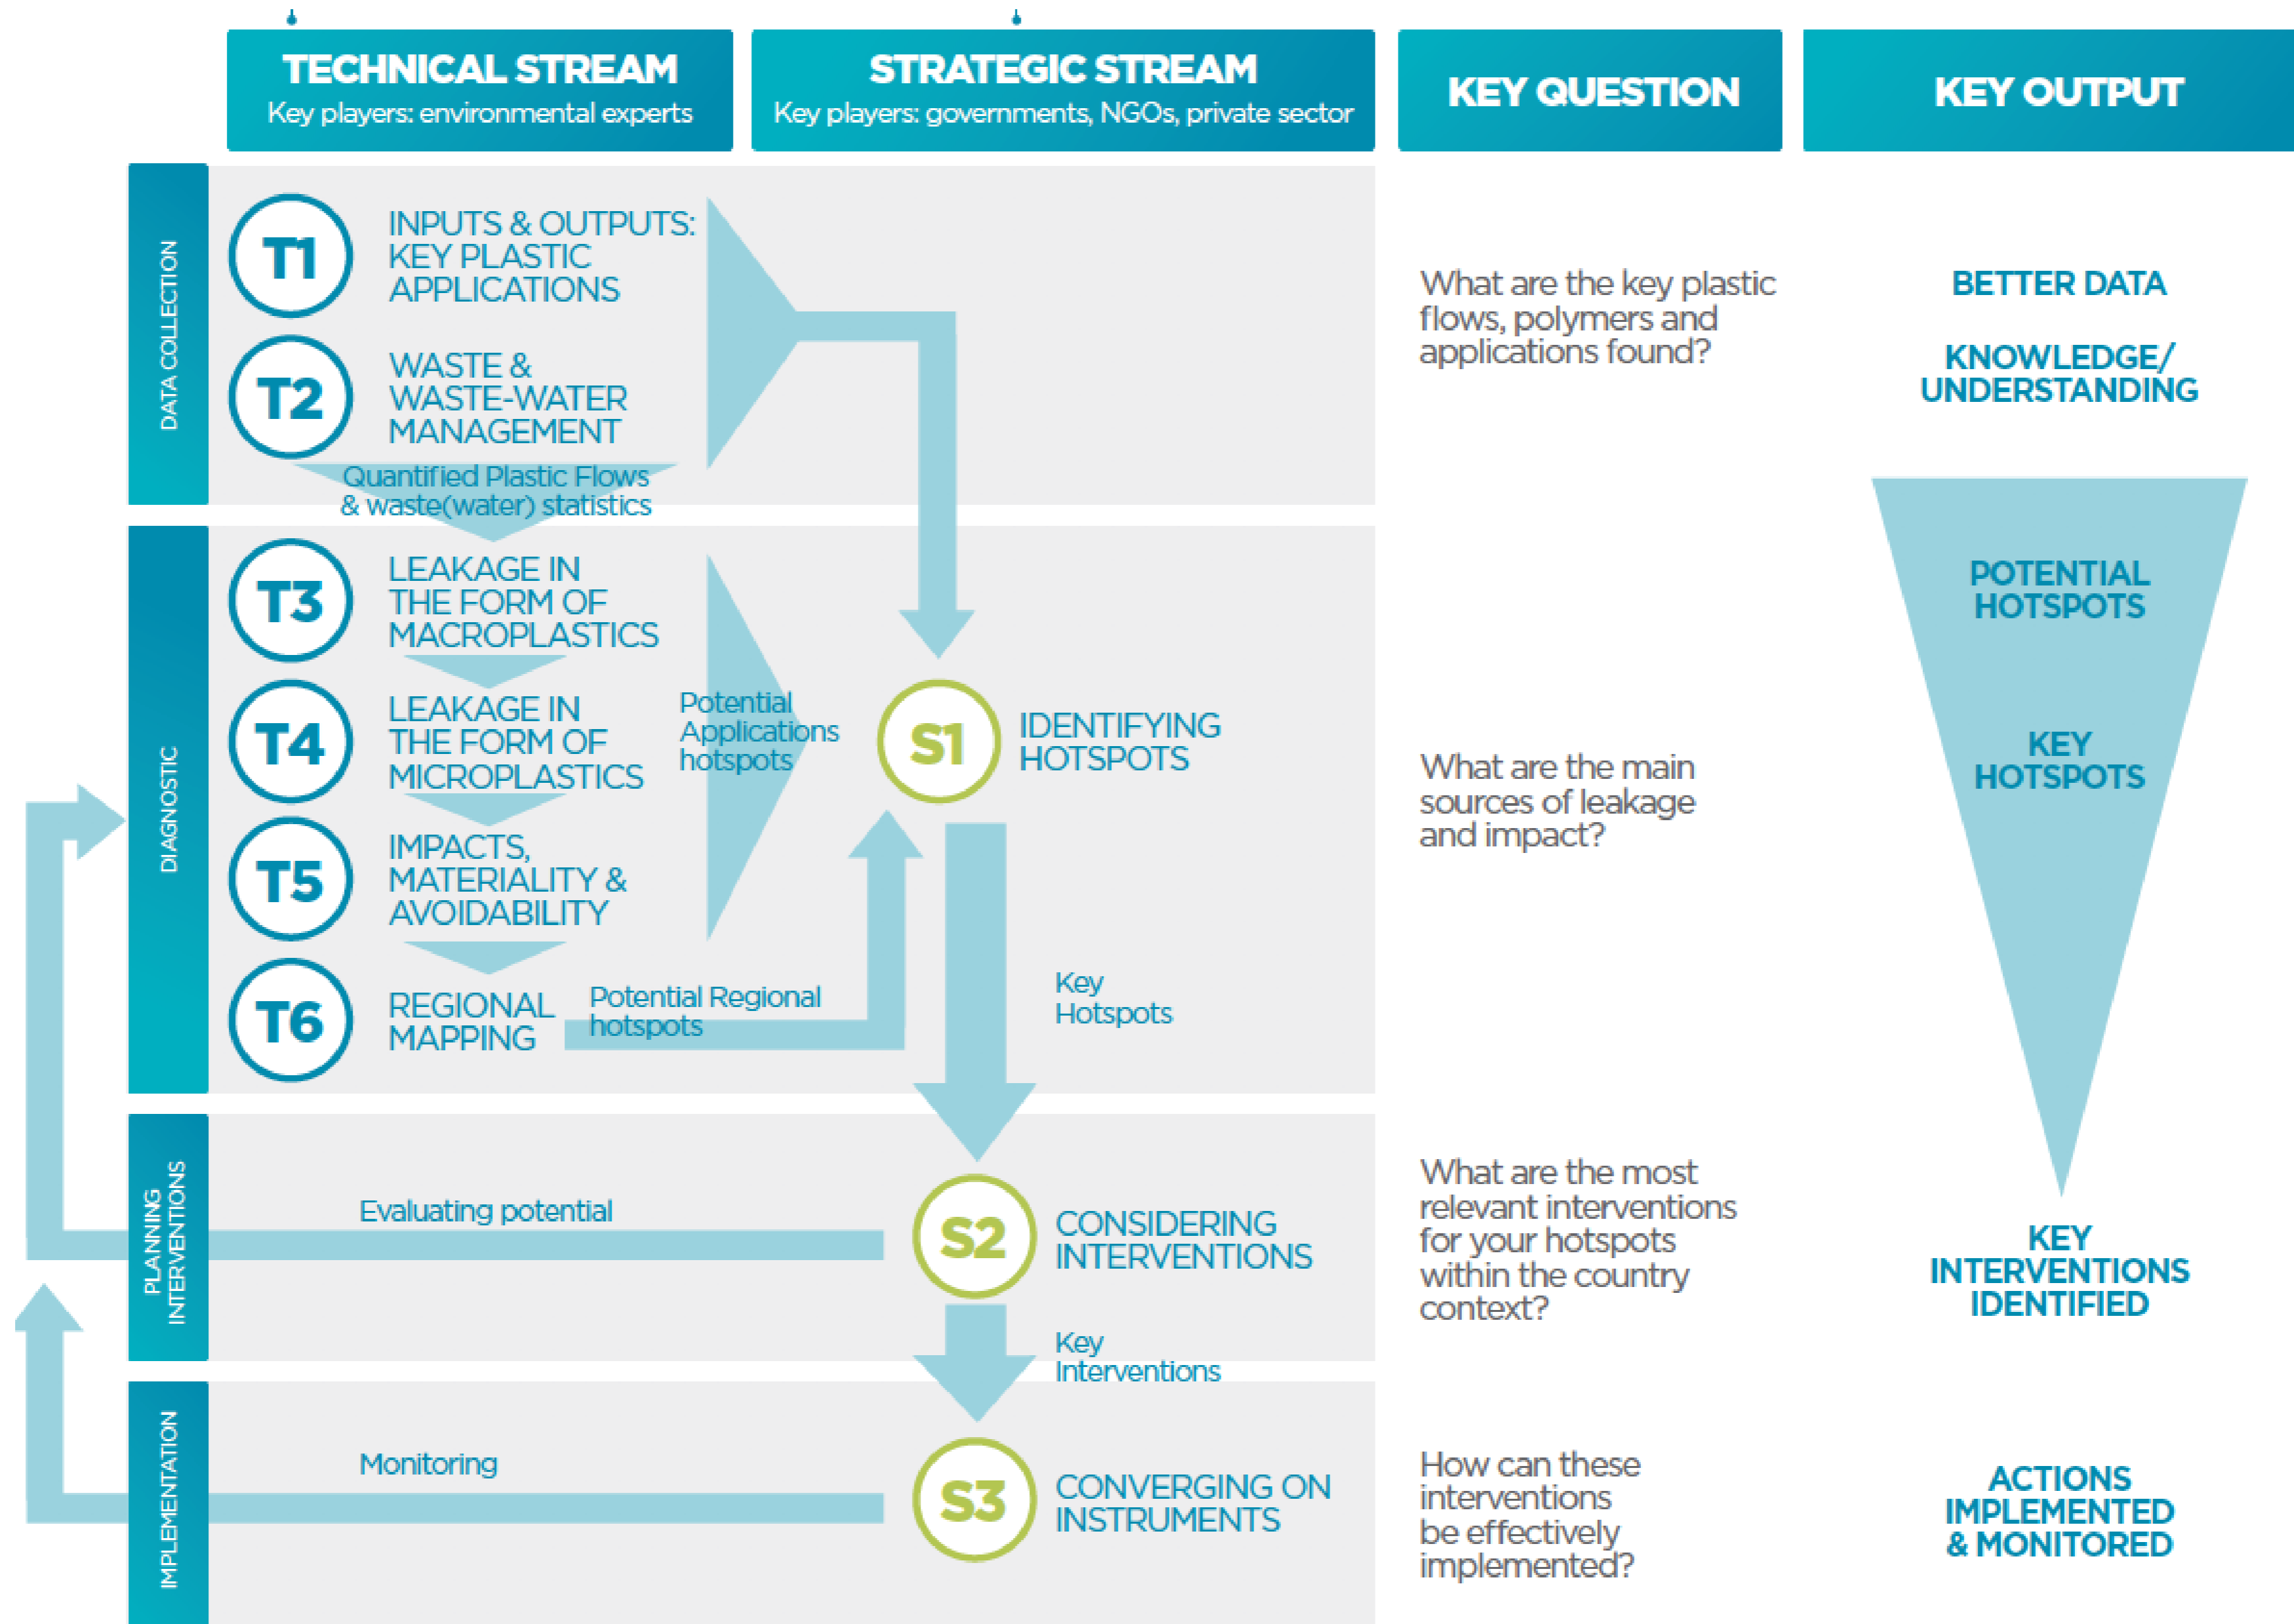 TECHNICAL STREAM
Key players: environmental experts
STRATEGIC STREAM
Key players: governments, NGOs, private sector
KEY QUESTION
KEY OUTPUT
DATA COLLECTION
T1
INPUTS & OUTPUTS:
KEY PLASTIC
APPLICATIONS
T2
WASTE &
WASTE-WATER
MANAGEMENT
Quantified Plastic Flows
& waste(water) statistics
What are the key plastic
flows, polymers and
applications found?
BETTER DATA
KNOWLEDGE/
UNDERSTANDING
DIAGNOSTIC
T3
LEAKAGE IN
THE FORM OF
MACROPLASTICS
T4
LEAKAGE IN
THE FORM OF
MICROPLASTICS
T5
IMPACTS,
MATERIALITY &
AVOIDABILITY
T6
REGIONAL
MAPPING
Potential
Applications
hotspots
Potential Regional
hotspots
S1
IDENTIFYING
HOTSPOTS
Key
Hotspots
What are the main
sources of leakage
and impact?
POTENTIAL
HOTSPOTS
KEY
HOTSPOTS
PLANNING
INTERVENTIONS
Evaluating potential
S2
CONSIDERING
INTERVENTIONS
Key
Interventions
What are the most
relevant interventions
for your hotspots
within the country
context?
KEY
INTERVENTIONS
IDENTIFIED
IMPLEMENTATION
Monitoring
S3
CONVERGING ON
INSTRUMENTS
How can these
interventions
be effectively
implemented?
ACTIONS
IMPLEMENTED
& MONITORED